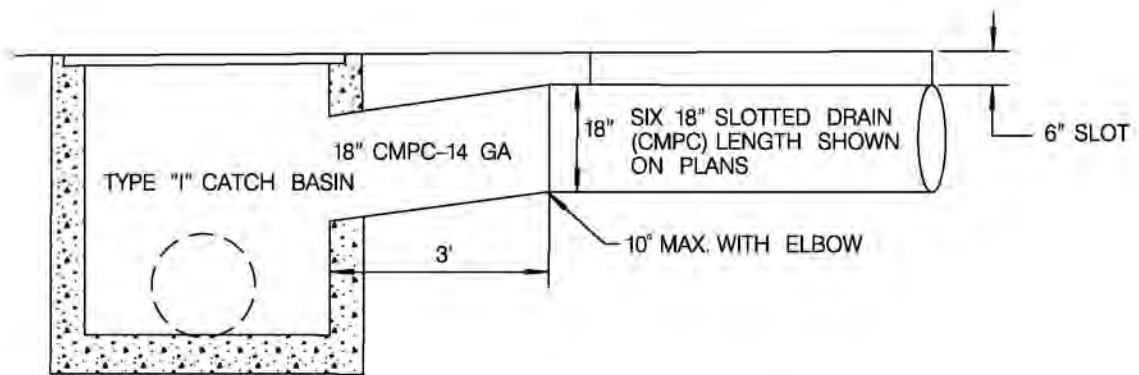 18" SIX 18" SLOTTED DRAIN
(CMPC) LENGTH SHOWN
ON PLANS
6" SLOT
18" CMPC-14 GA
TYPE "I" CATCH BASIN
10° MAX. WITH ELBOW
3'